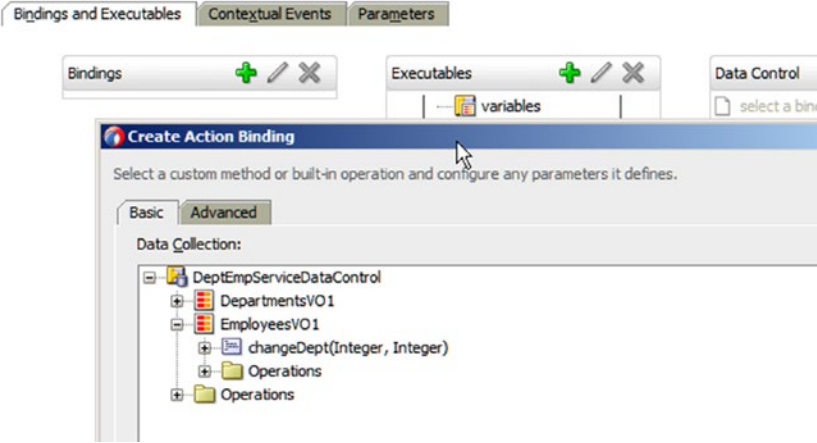 Bindings and Executables Contextual Events Parameters
Bindings Executables Data Control
variables select a bin
Create Action Binding
Select a custom method or built-in operation and configure any parameters it defines.
Basic Advanced
Data Collection:
DeptEmpServiceDataControl
DepartmentsVO1
EmployeesVO1
changeDept(Integer, Integer)
Operations
Operations